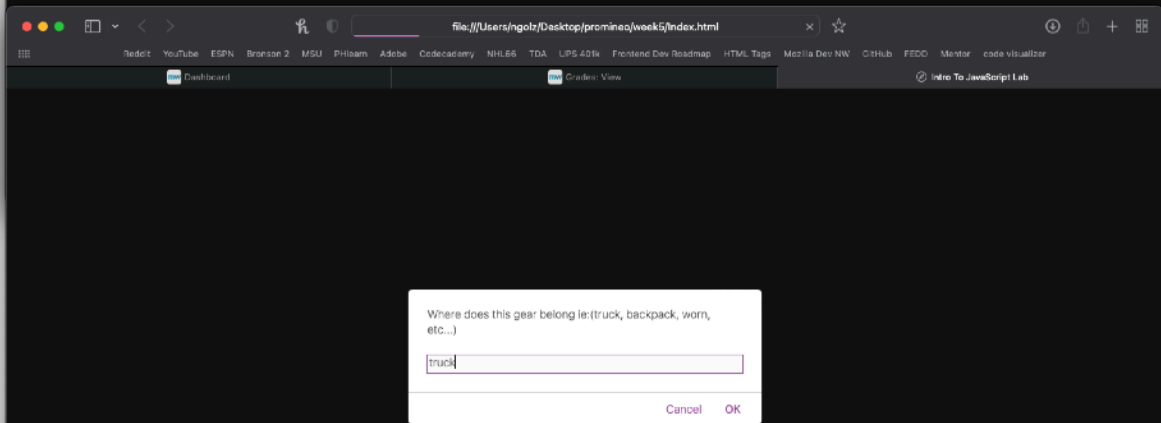 file:///Users/ngolz/Desktop/promineo/week5/index.html
Reddit YouTube ESPN Bronson 2 MSU PHlearn Adobe Codecademy NHL66 TDA UPS 401k Frontend Dev Roadmap HTML Tags Mozilla Dev NW GitHub FEDD Mentor code visualizer
mw Dashboard mw Grades: View Intro To JavaScript Lab
Where does this gear belong ie:(truck, backpack, worn,
etc...)
truck
Cancel OK